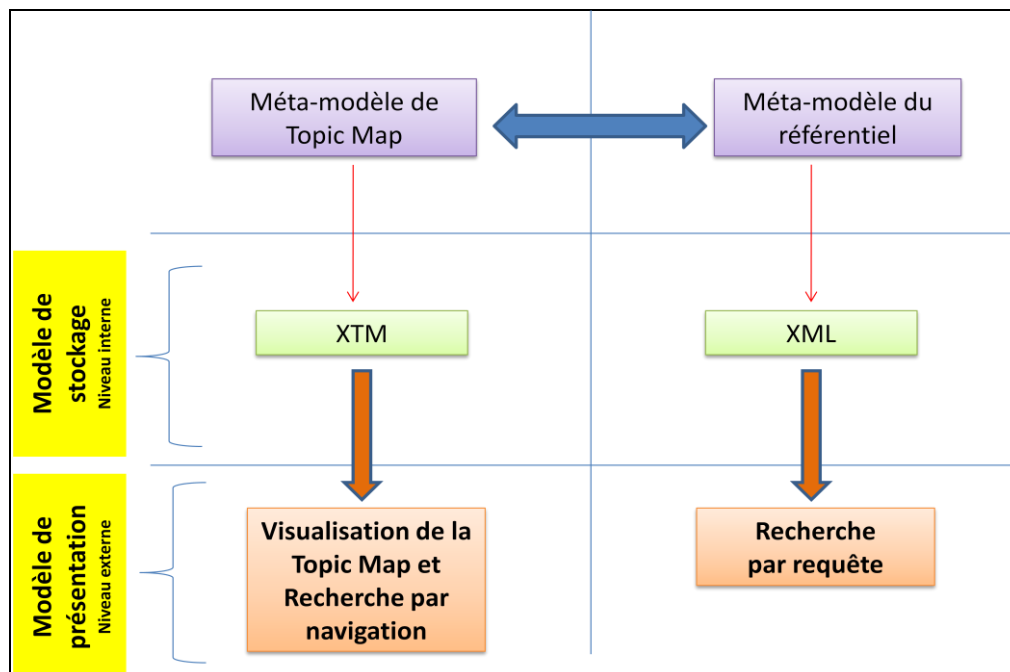 Méta-modèle de
Topic Map
Méta-modèle du
référentiel
Modèle de
stockage
Niveau interne
XTM
XML
Modèle de
présentation
Niveau externe
Visualisation de la
Topic Map et
Recherche par
navigation
Recherche
par requête